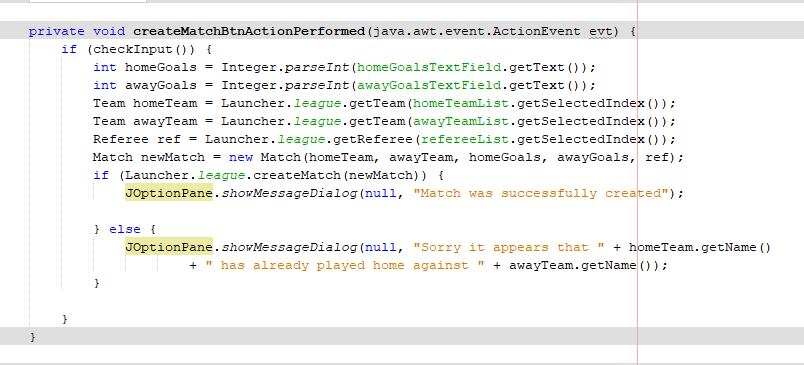 private void createMatchBtnActionPerformed(java.awt.event.ActionEvent evt) {
    if (checkInput()) {
        int homeGoals = Integer.parseInt(homeGoalsTextField.getText());
        int awayGoals = Integer.parseInt(awayGoalsTextField.getText());
        Team homeTeam = Launcher.league.getTeam(homeTeamList.getSelectedIndex());
        Team awayTeam = Launcher.league.getTeam(awayTeamList.getSelectedIndex());
        Referee ref = Launcher.league.getReferee(refereeList.getSelectedIndex());
        Match newMatch = new Match(homeTeam, awayTeam, homeGoals, awayGoals, ref);
        if (Launcher.league.createMatch(newMatch)) {
            JOptionPane.showMessageDialog(null, "Match was successfully created");
        } else {
            JOptionPane.showMessageDialog(null, "Sorry it appears that " + homeTeam.getName()
                    + " has already played home against " + awayTeam.getName());
        }
    }
}